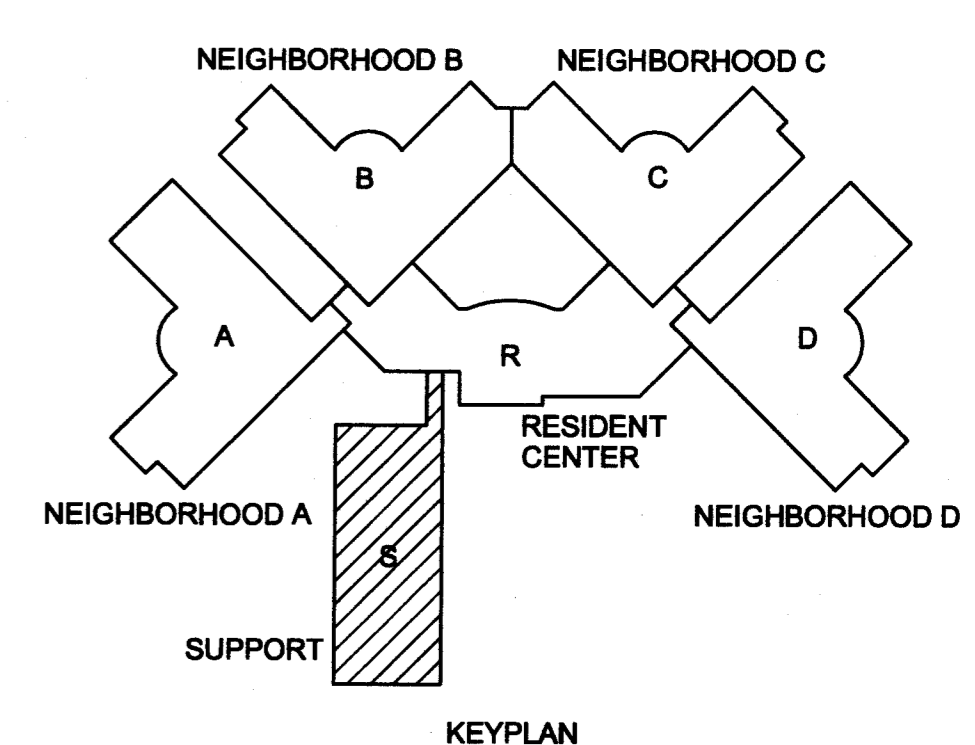 NEIGHBORHOOD B
NEIGHBORHOOD C
B
C
A
D
R
RESIDENT
CENTER
NEIGHBORHOOD A
NEIGHBORHOOD D
S
SUPPORT
KEYPLAN